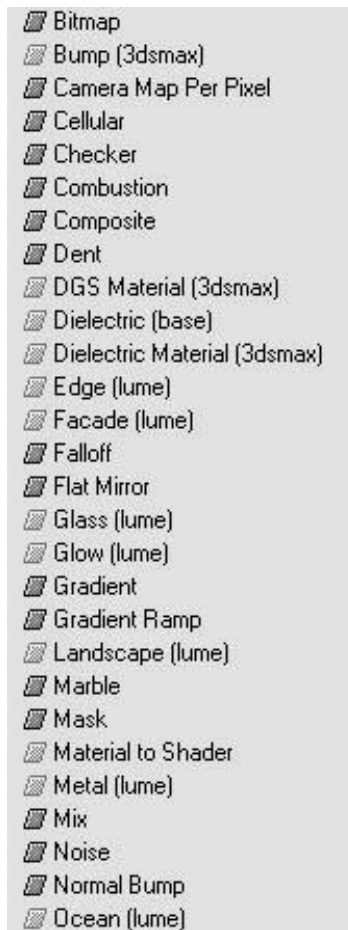 Bitmap
Bump (3dsmax)
Camera Map Per Pixel
Cellular
Checker
Combustion
Composite
Dent
DGS Material (3dsmax)
Dielectric (base)
Dielectric Material (3dsmax)
Edge (lume)
Facade (lume)
Falloff
Flat Mirror
Glass (lume)
Glow (lume)
Gradient
Gradient Ramp
Landscape (lume)
Marble
Mask
Material to Shader
Metal (lume)
Mix
Noise
Normal Bump
Ocean (lume)